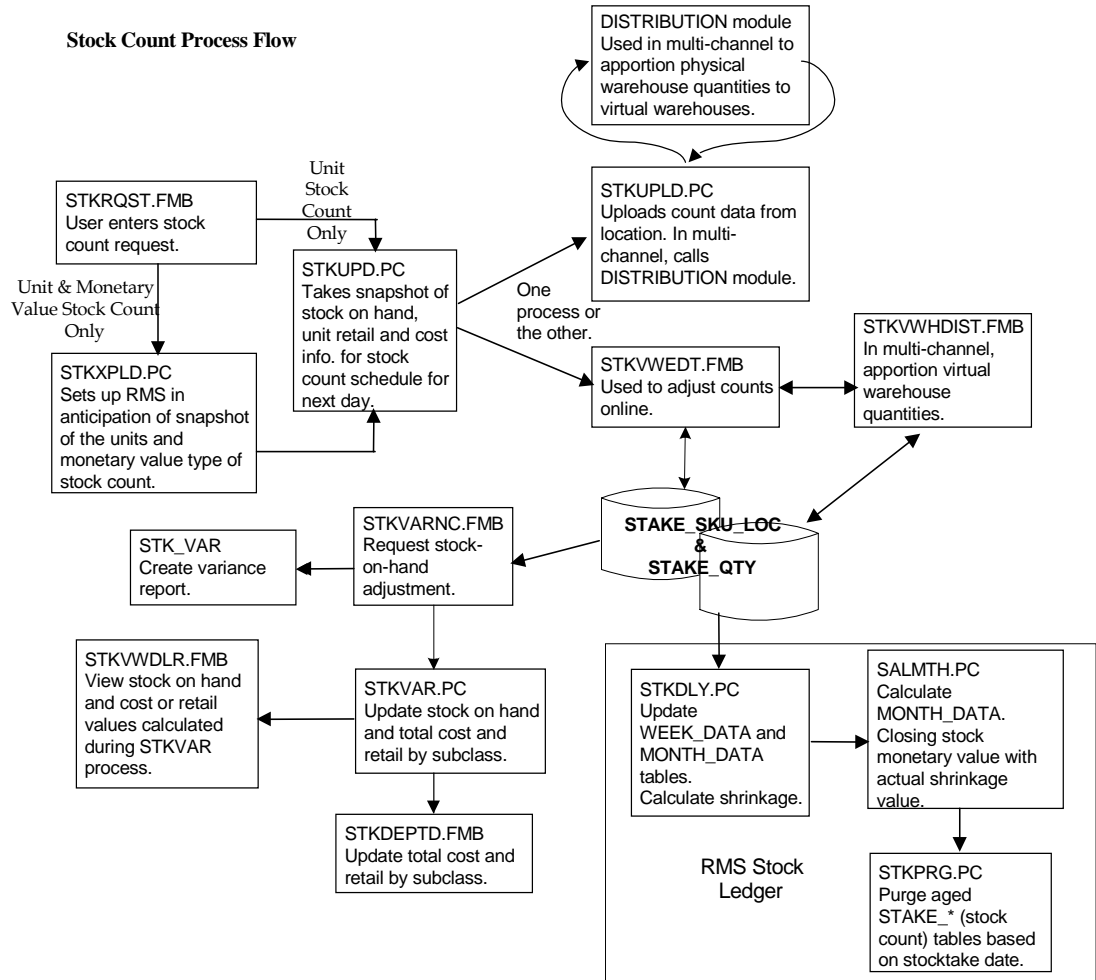 Stock Count Process Flow
DISTRIBUTION module
Used in multi-channel to
apportion physical
warehouse quantities to
virtual warehouses.
STKRQST.FMB
User enters stock
count request.
Unit
Stock
Count
Only
STKUPLD.PC
Uploads count data from
location. In multi-
channel, calls
DISTRIBUTION module.
Unit & Monetary
Value Stock Count
Only
STKUPD.PC
Takes snapshot of
stock on hand,
unit retail and cost
info. for stock
count schedule for
next day.
One
process or
the other.
STKXPLD.PC
Sets up RMS in
anticipation of snapshot
of the units and
monetary value type of
stock count.
STKVWEDT.FMB
Used to adjust counts
online.
STKVWHDIST.FMB
In multi-channel,
apportion virtual
warehouse
quantities.
STAKE_SKU_LOC
&
STAKE_QTY
STKVARNC.FMB
Request stock-
on-hand
adjustment.
STK_VAR
Create variance
report.
STKVWDLR.FMB
View stock on hand
and cost or retail
values calculated
during STKVAR
process.
STKVAR.PC
Update stock on hand
and total cost and
retail by subclass.
STKDEPTD.FMB
Update total cost and
retail by subclass.
STKDLY.PC
Update
WEEK_DATA and
MONTH_DATA
tables.
Calculate shrinkage.
SALMTH.PC
Calculate
MONTH_DATA.
Closing stock
monetary value with
actual shrinkage
value.
RMS Stock
Ledger
STKPRG.PC
Purge aged
STAKE_* (stock
count) tables based
on stocktake date.